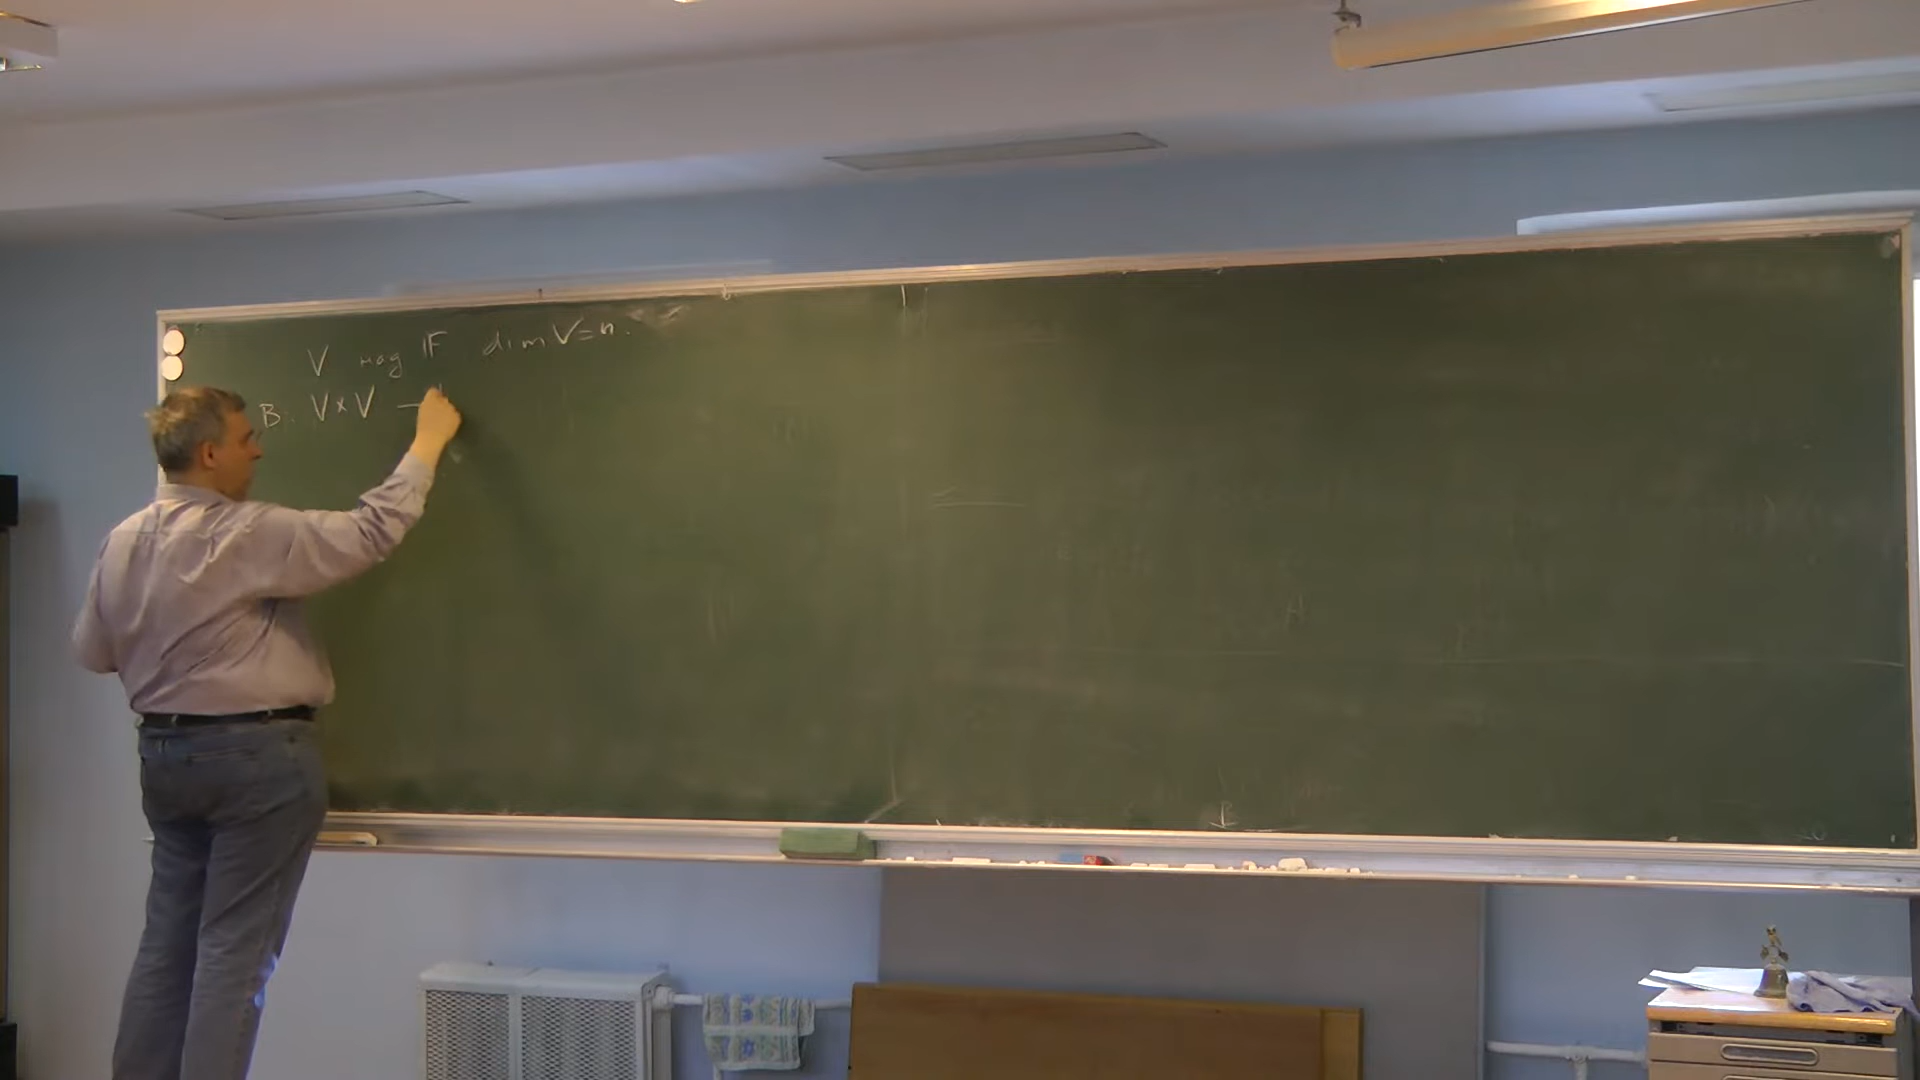 V над 𝔽 dim V = n.
B: V × V →